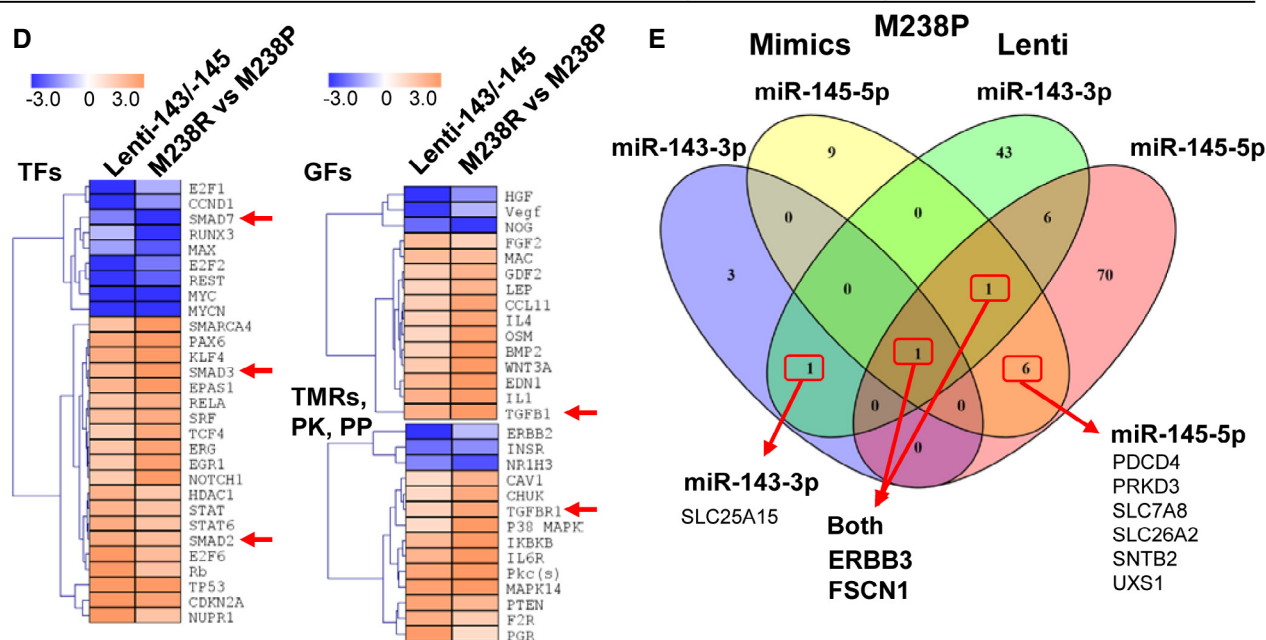 D
-3.0 0 3.0
Lenti-143/-145
M238R vs M238P
TFs
E2F1
CCND1
SMAD7
RUNX3
MAX
E2F2
REST
MYC
MYCN
SMARCA4
PAX6
KLF4
SMAD3
EPAS1
RELA
SRF
TCF4
ERG
EGR1
NOTCH1
HDAC1
STAT
STAT6
SMAD2
E2F6
Rb
TP53
CDKN2A
NUPR1
-3.0 0 3.0
Lenti-143/-145
M238R vs M238P
GFs
HGF
Vegf
NOG
FGF2
MAC
GDF2
LEP
CCL11
IL4
OSM
BMP2
WNT3A
EDN1
IL1
TGFB1
TMRs,
PK, PP
ERBB2
INSR
NR1H3
CAV1
CHUK
TGFBR1
P38 MAPK
IKBKB
IL6R
Pkc(s)
MAPK14
PTEN
F2R
PGR
E
M238P
Mimics Lenti
miR-145-5p miR-143-3p
miR-143-3p miR-145-5p
9 43
0 0 6
3 0 1 70
1 1 6
0 0
0
miR-143-3p
SLC25A15
Both
ERBB3
FSCN1
miR-145-5p
PDCD4
PRKD3
SLC7A8
SLC26A2
SNTB2
UXS1